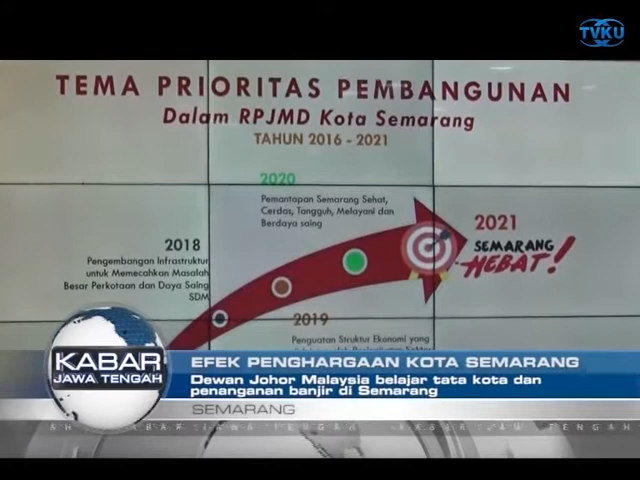 TVKU
TEMA PRIORITAS PEMBANGUNAN
Dalam RPJMD Kota Semarang
TAHUN 2016 - 2021
2020
Pemantapan Semarang Sehat,
Cerdas, Tangguh, Melayani dan
Berdaya saing
2021
SEMARANG
HEBAT!
2018
Pengembangan Infrastruktur
untuk Memecahkan Masalah
Besar Perkotaan dan Daya Saing
SDM
2019
Penguatan Struktur Ekonomi yang
KABAR
JAWA TENGAH
EFEK PENGHARGAAN KOTA SEMARANG
Dewan Johor Malaysia belajar tata kota dan
penanganan banjir di Semarang
SEMARANG